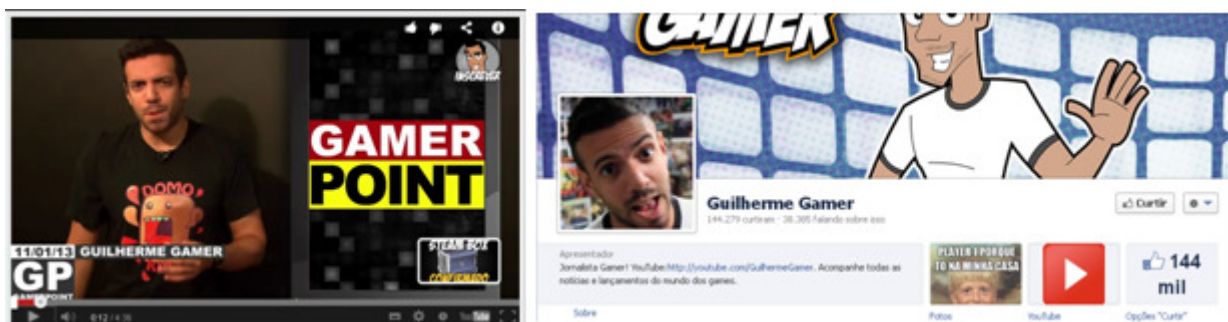 INSCREVER
GAMER
POINT
DOMO
11/01/13 GUILHERME GAMER
GP
GAMERPOINT
STEAM BOX
CONFIRMADO
0:12 / 4:36
YouTube
GAMER
Guilherme Gamer
144.279 curtiram · 38.385 falando sobre isso
Curtir
Apresentador
Jornalista Gamer! YouTube:http://youtube.com/GuilhermeGamer. Acompanhe todas as
notícias e lançamentos do mundo dos games.
Sobre
PLAYER 1 PORQUE
TO NA MINHA CASA
Fotos
YouTube
144
mil
Opções "Curtir"